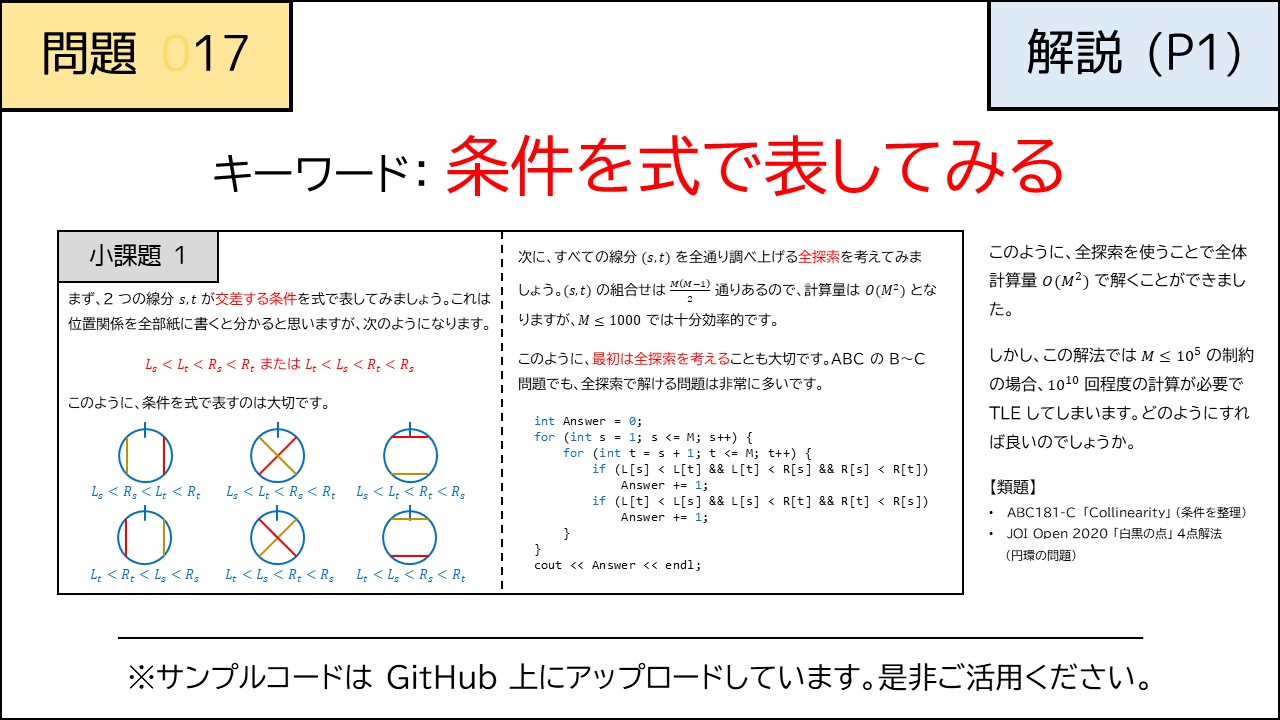 問題 017
解説 (P1)
キーワード: 条件を式で表してみる
小課題 1
まず、2 つの線分 s,t が交差する条件を式で表してみましょう。これは
位置関係を全部紙に書くと分かると思いますが、次のようになります。
L_s < L_t < R_s < R_t または L_t < L_s < R_t < R_s
このように、条件を式で表すのは大切です。
L_s < R_s < L_t < R_t
L_s < L_t < R_s < R_t
L_s < L_t < R_t < R_s
L_t < R_t < L_s < R_s
L_t < L_s < R_t < R_s
L_t < L_s < R_s < R_t
次に、すべての線分 (s,t) を全通り調べ上げる全探索を考えてみま
しょう。(s,t) の組合せは M(M−1)/2 通りあるので、計算量は O(M²) とな
りますが、M ≤ 1000 では十分効率的です。
このように、最初は全探索を考えることも大切です。ABC の B～C
問題でも、全探索で解ける問題は非常に多いです。
int Answer = 0;
for (int s = 1; s <= M; s++) {
    for (int t = s + 1; t <= M; t++) {
        if (L[s] < L[t] && L[t] < R[s] && R[s] < R[t])
            Answer += 1;
        if (L[t] < L[s] && L[s] < R[t] && R[t] < R[s])
            Answer += 1;
    }
}
cout << Answer << endl;
このように、全探索を使うことで全体
計算量 O(M²) で解くことができまし
た。
しかし、この解法では M ≤ 10⁵ の制約
の場合、10¹⁰ 回程度の計算が必要で
TLE してしまいます。どのようにすれ
ば良いのでしょうか。
【類題】
• ABC181-C 「Collinearity」 (条件を整理)
• JOI Open 2020 「白黒の点」 4点解法
(円環の問題)
※サンプルコードは GitHub 上にアップロードしています。是非ご活用ください。